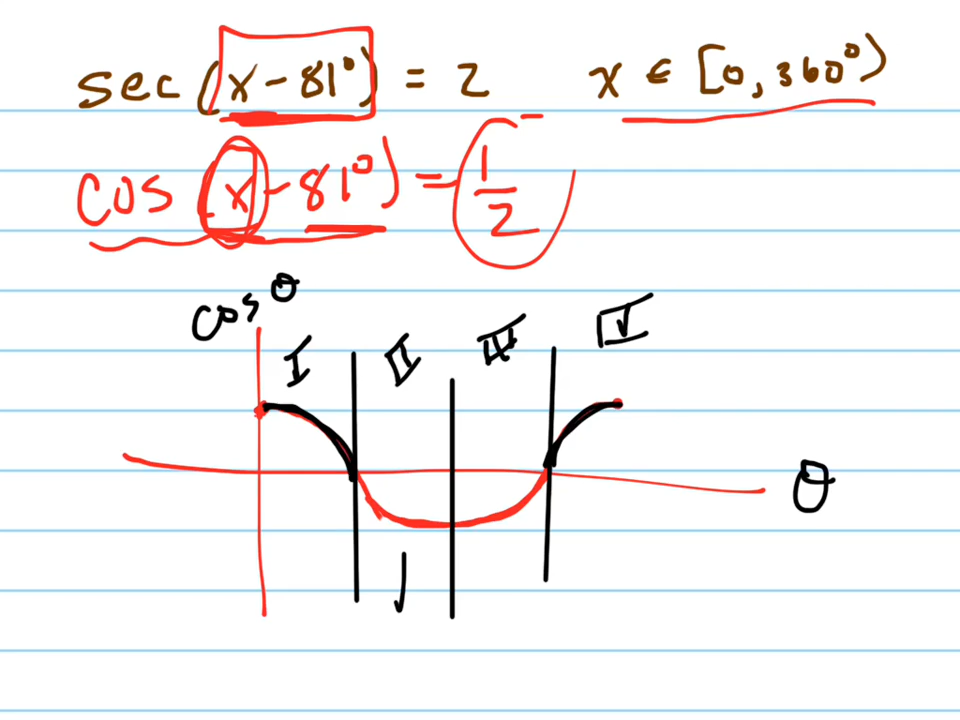 sec(x-81°) = 2    x ∈ [0, 360°)
cos(x-81°) = 1/2
cos θ
I II III IV
θ